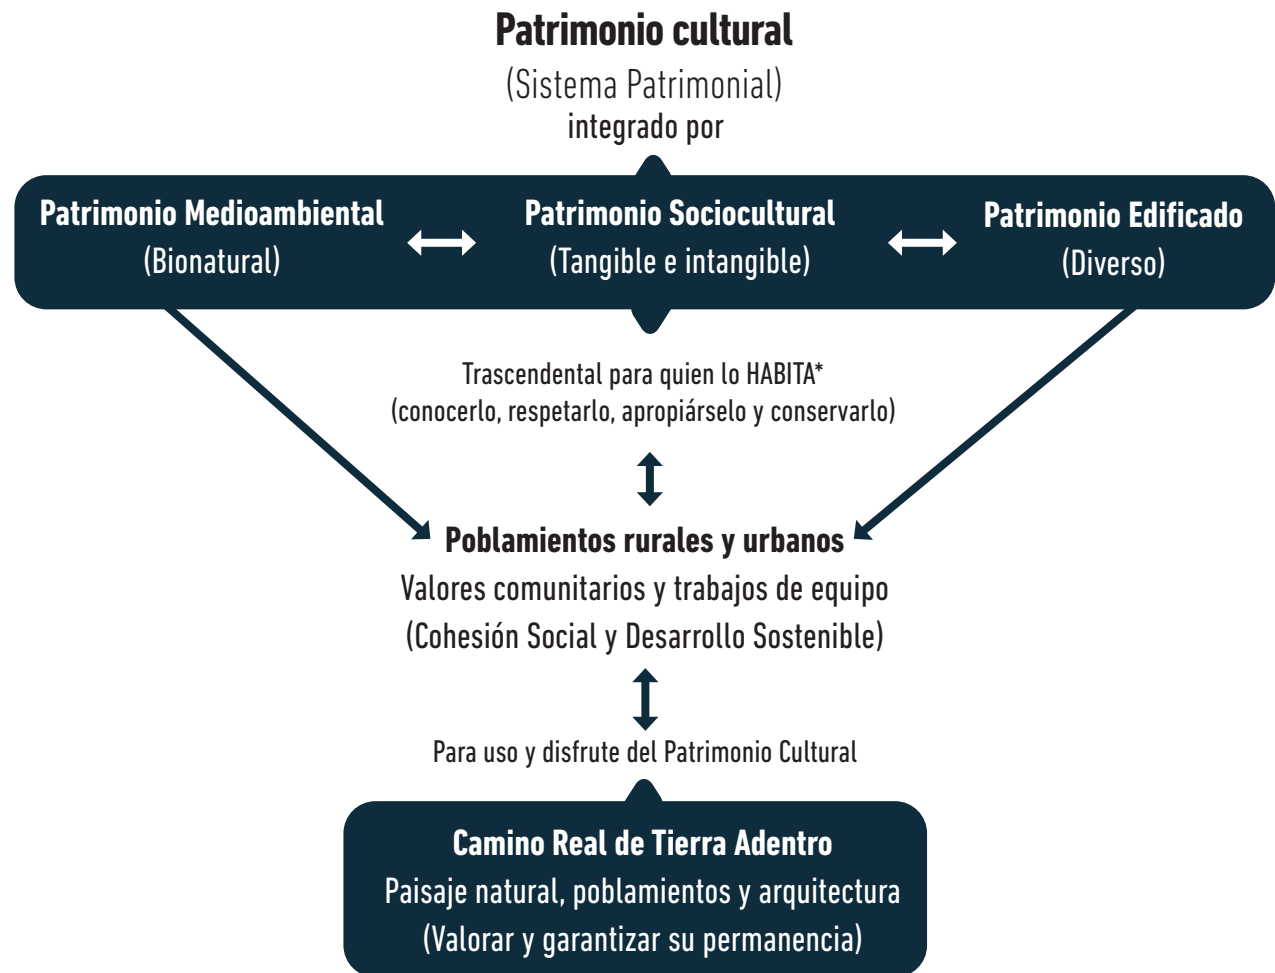 Patrimonio cultural
(Sistema Patrimonial)
integrado por
Patrimonio Medioambiental
(Bionatural)
Patrimonio Sociocultural
(Tangible e intangible)
Patrimonio Edificado
(Diverso)
Trascendental para quien lo HABITA*
(conocerlo, respetarlo, apropiárselo y conservarlo)
Poblamientos rurales y urbanos
Valores comunitarios y trabajos de equipo
(Cohesión Social y Desarrollo Sostenible)
Para uso y disfrute del Patrimonio Cultural
Camino Real de Tierra Adentro
Paisaje natural, poblamientos y arquitectura
(Valorar y garantizar su permanencia)